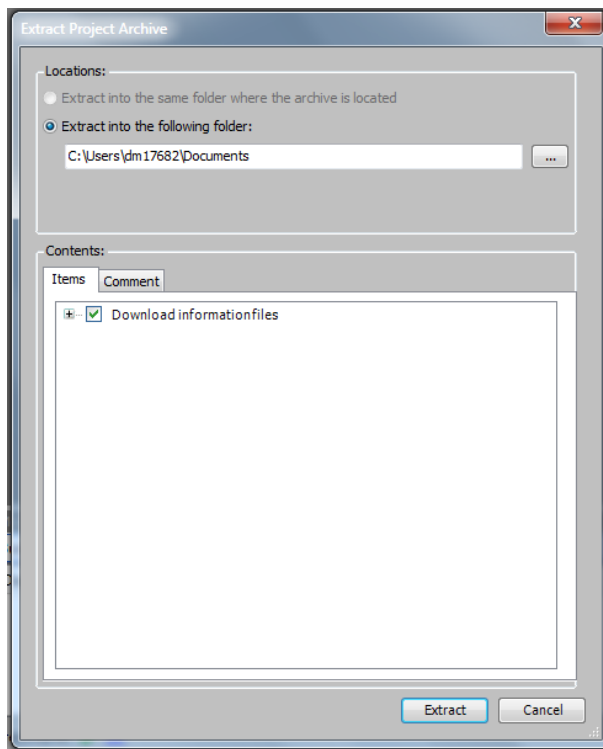 Extract Project Archive
Locations:
Extract into the same folder where the archive is located
Extract into the following folder:
C:\Users\dm17682\Documents
...
Contents:
Items Comment
Download informationfiles
Extract Cancel